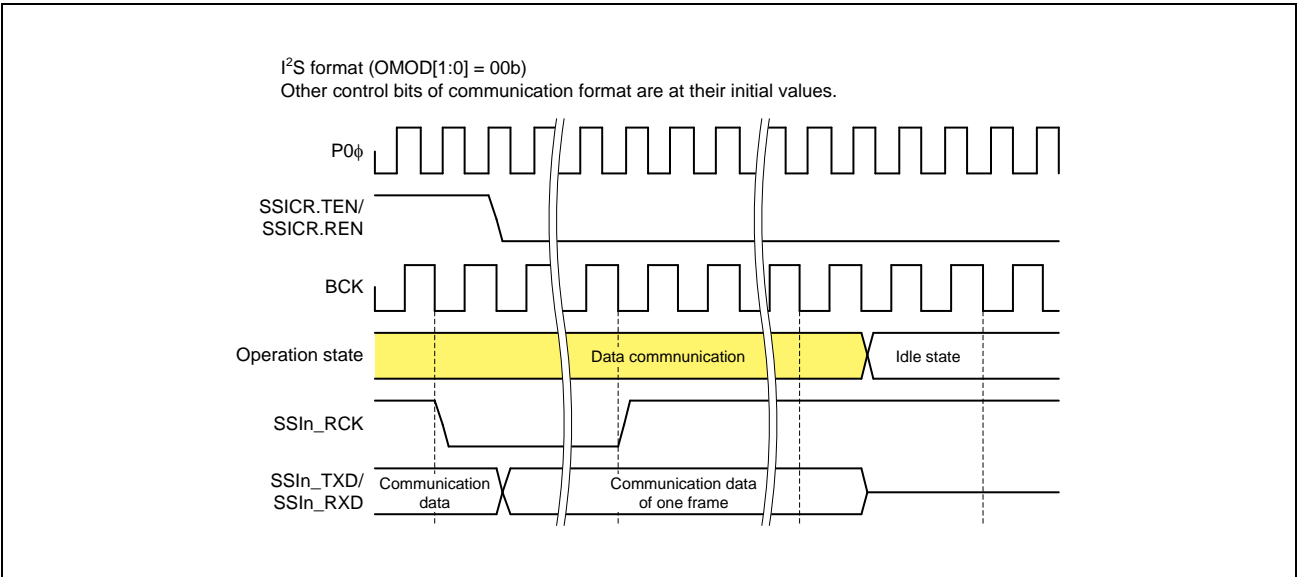 I²S format (OMOD[1:0] = 00b)
Other control bits of communication format are at their initial values.
P0ϕ
SSICR.TEN/
SSICR.REN
BCK
Operation state
Data commnunication
Idle state
SSIn_RCK
SSIn_TXD/
SSIn_RXD
Communication
data
Communication data
of one frame